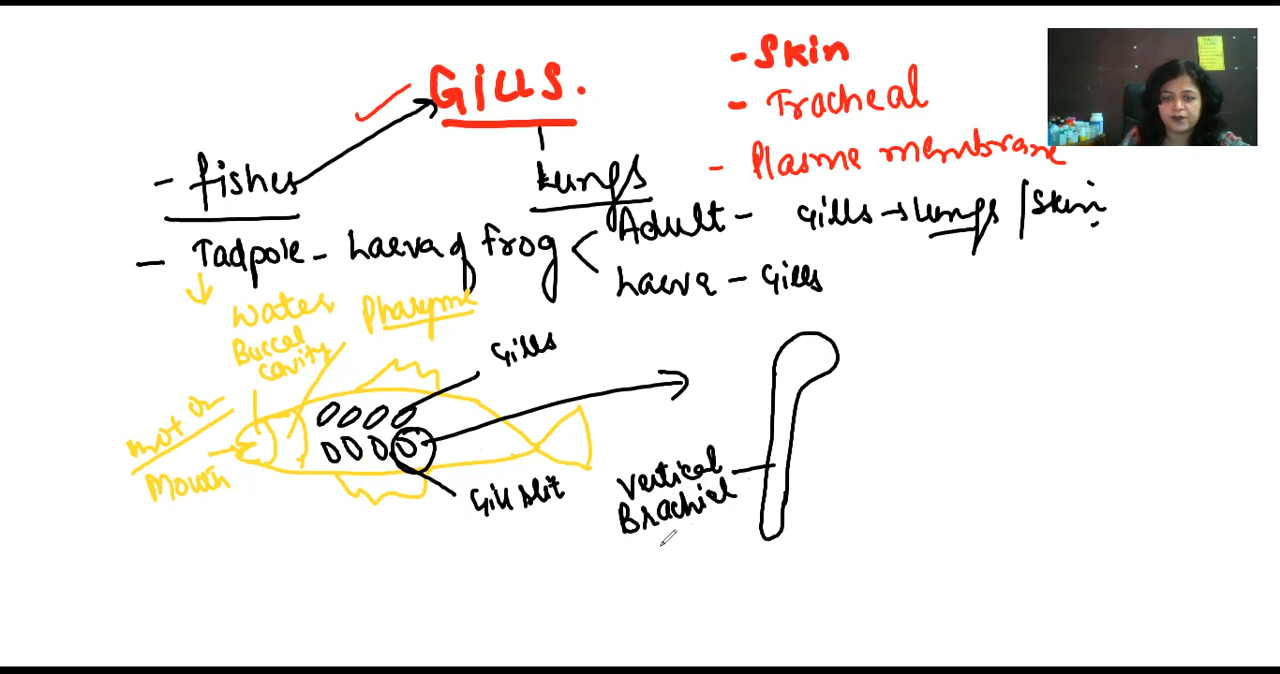 - Skin
Gills.
- Tracheal
- Plasme membrane
- fishes
Lungs
Adult - Gills → Lungs / Skin
- Tadpole - Laeva of frog
Laeva - Gills
Water
Pharynx
Buccal
cavity
Gills
Mouth
Gill slit
Vertical
Brachial